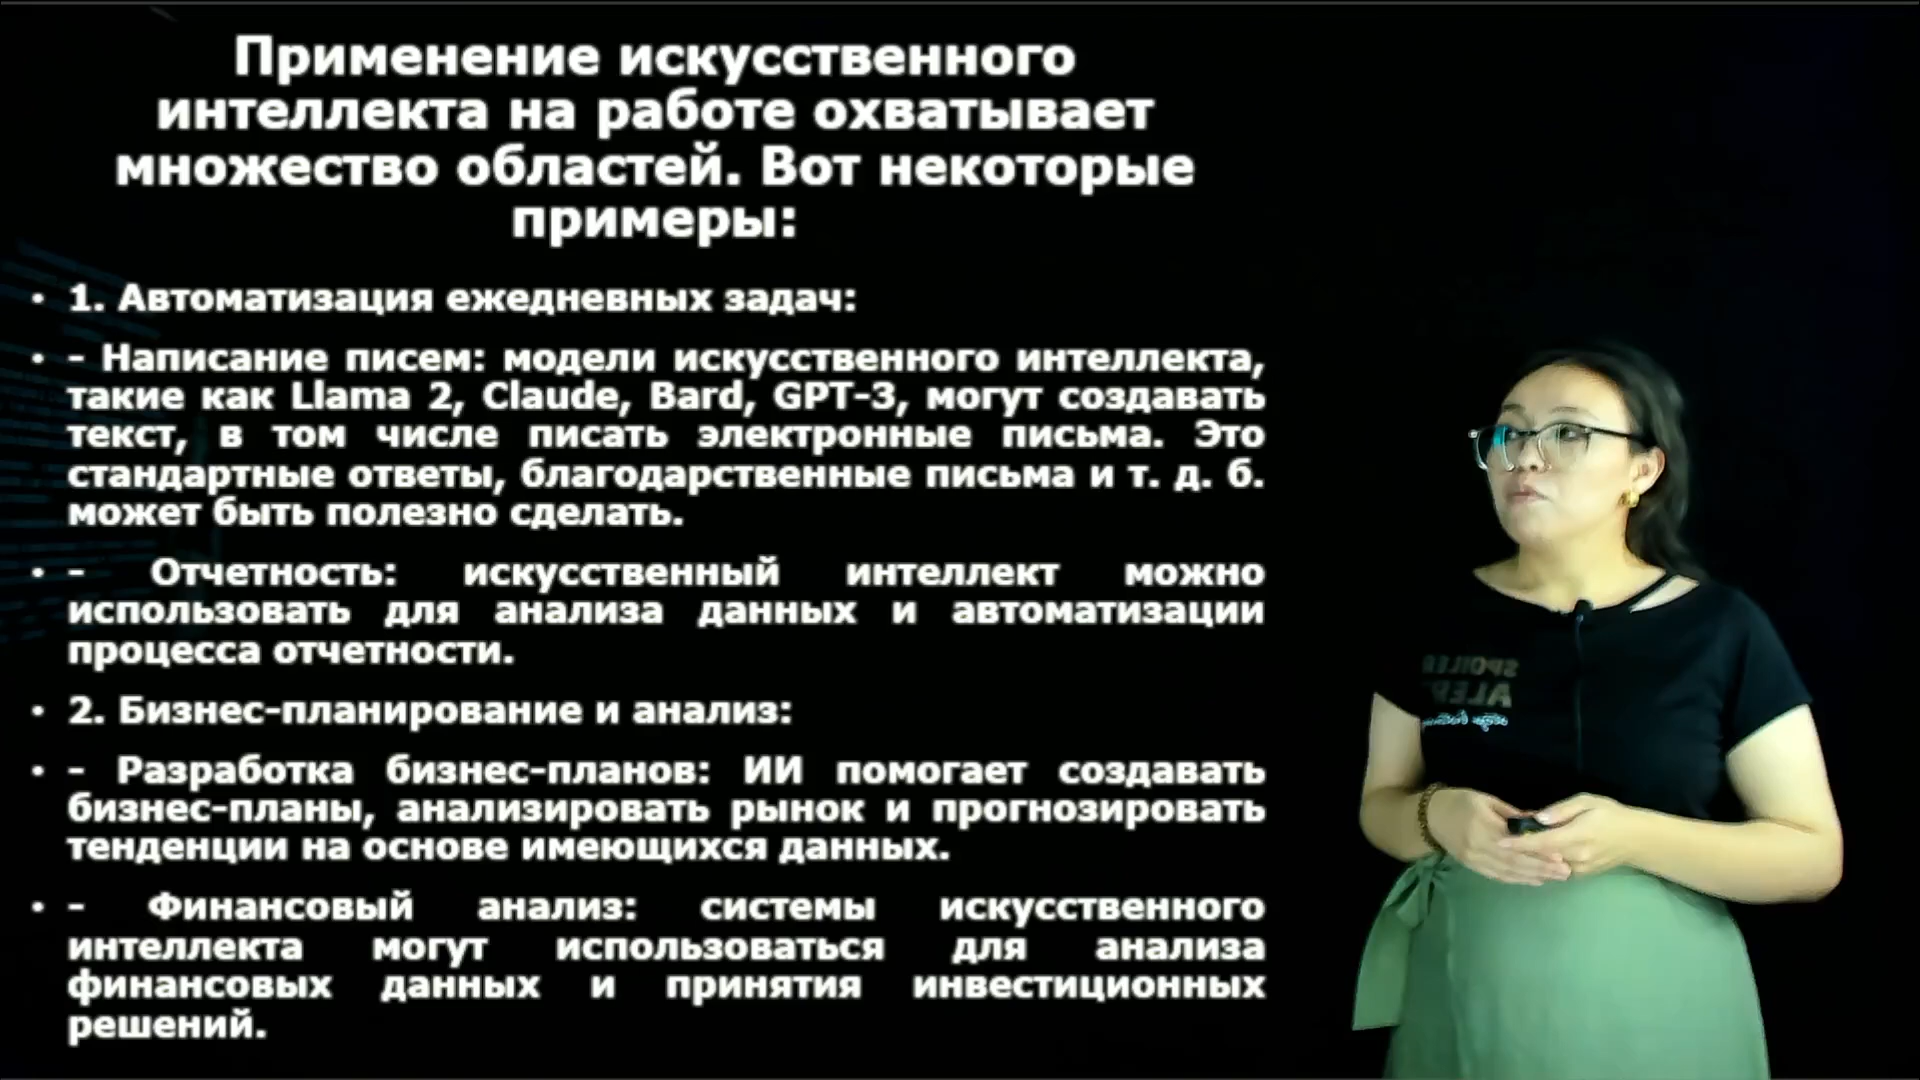 Применение искусственного
интеллекта на работе охватывает
множество областей. Вот некоторые
примеры:
• 1. Автоматизация ежедневных задач:
• - Написание писем: модели искусственного интеллекта,
такие как Llama 2, Claude, Bard, GPT-3, могут создавать
текст, в том числе писать электронные письма. Это
стандартные ответы, благодарственные письма и т. д. б.
может быть полезно сделать.
• - Отчетность: искусственный интеллект можно
использовать для анализа данных и автоматизации
процесса отчетности.
• 2. Бизнес-планирование и анализ:
• - Разработка бизнес-планов: ИИ помогает создавать
бизнес-планы, анализировать рынок и прогнозировать
тенденции на основе имеющихся данных.
• - Финансовый анализ: системы искусственного
интеллекта могут использоваться для анализа
финансовых данных и принятия инвестиционных
решений.
SPOILER
ALERT